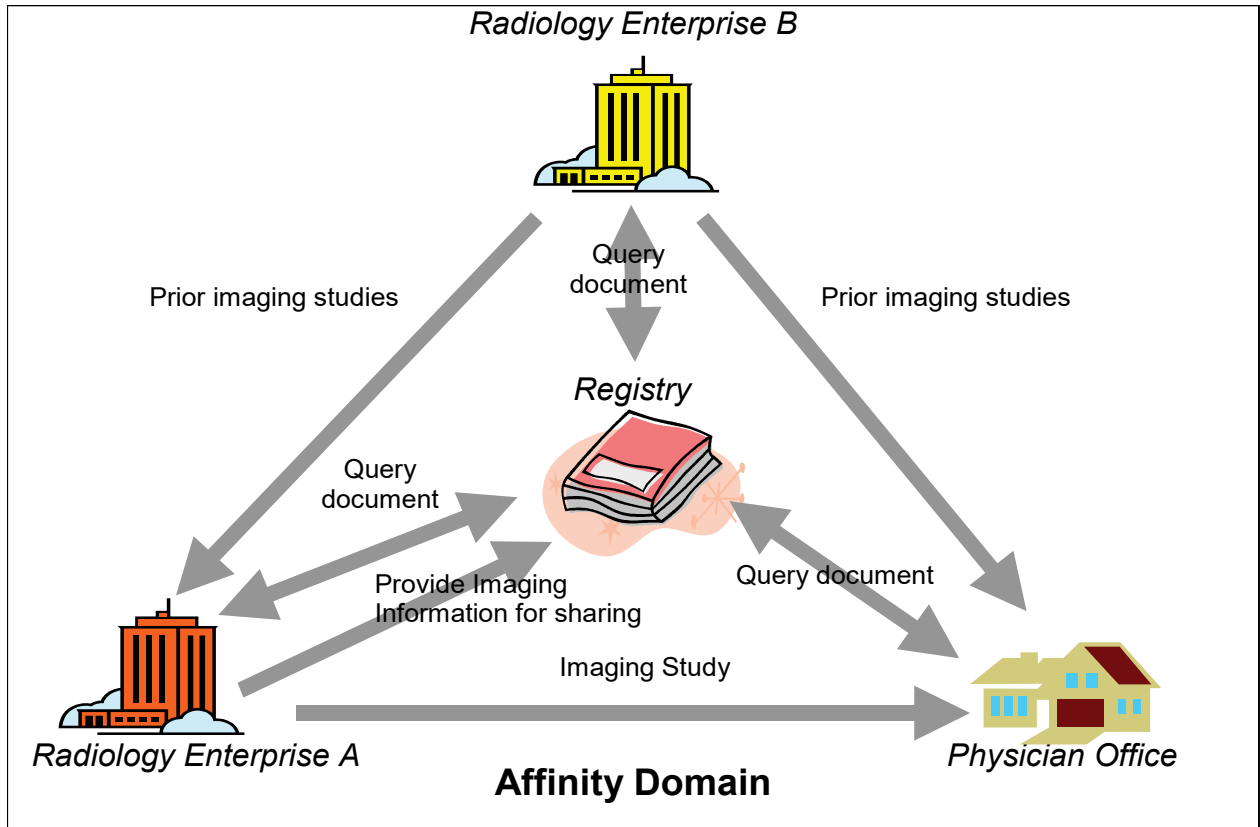 Radiology Enterprise B
Query
document
Prior imaging studies
Prior imaging studies
Registry
Query
document
Query document
Provide Imaging
Information for sharing
Imaging Study
Radiology Enterprise A
Physician Office
Affinity Domain